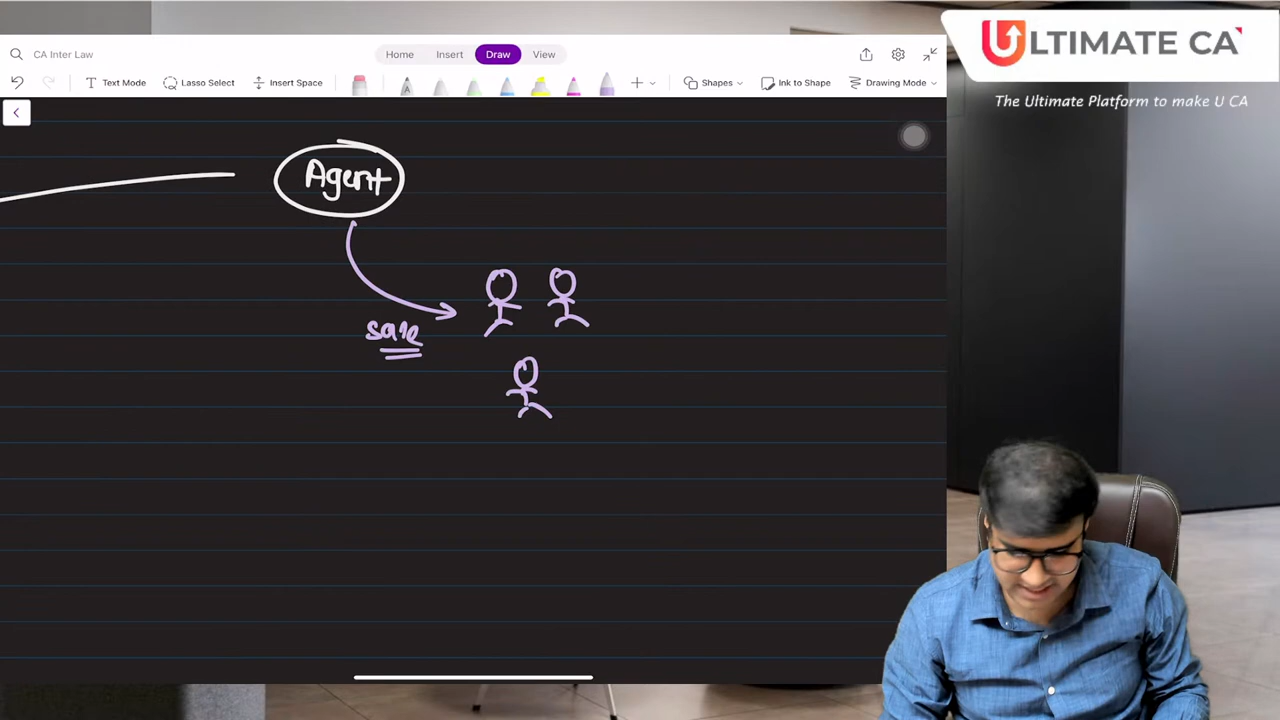 CA Inter Law
Home Insert Draw View
Text Mode Lasso Select Insert Space Shapes Ink to Shape Drawing Mode
ULTIMATE CA
The Ultimate Platform to make U CA
Agent
sale